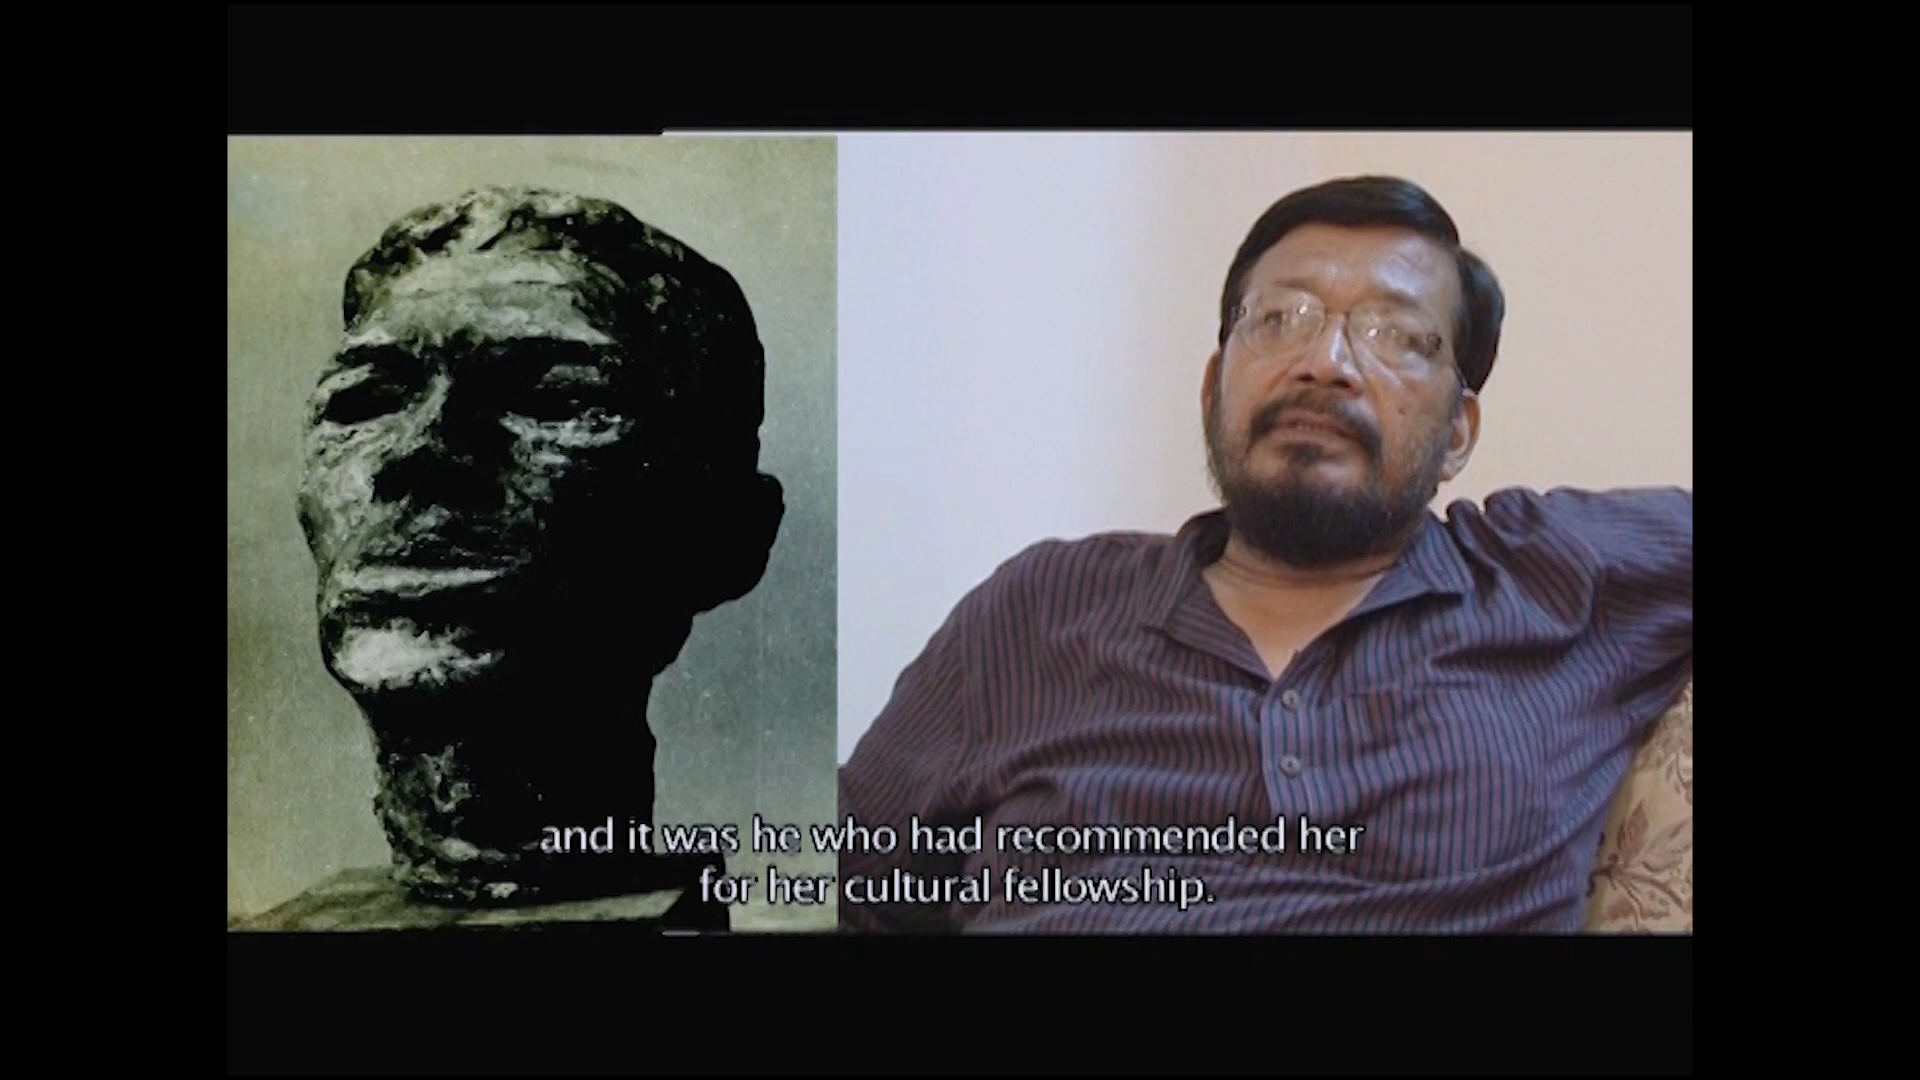 and it was he who had recommended her
for her cultural fellowship.